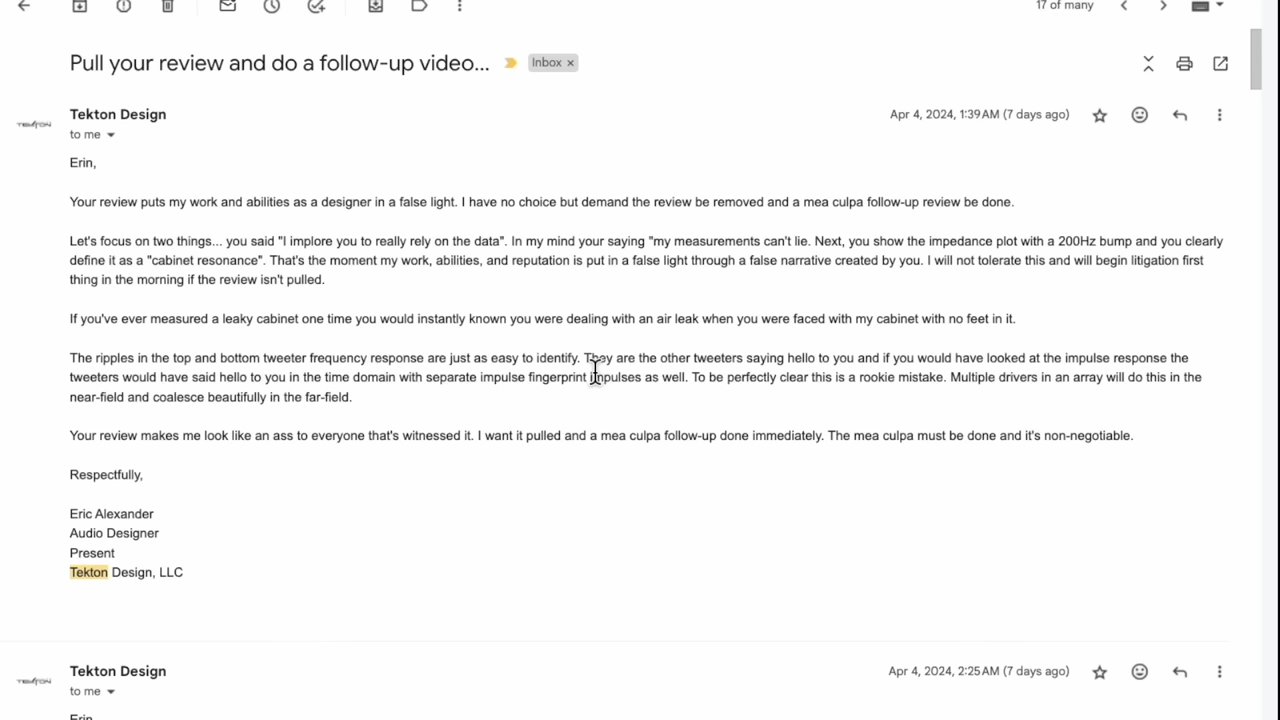 17 of many
Pull your review and do a follow-up video...
Inbox ×
TEKTON
Tekton Design
Apr 4, 2024, 1:39 AM (7 days ago)
to me
Erin,
Your review puts my work and abilities as a designer in a false light. I have no choice but demand the review be removed and a mea culpa follow-up review be done.
Let's focus on two things... you said "I implore you to really rely on the data". In my mind your saying "my measurements can't lie. Next, you show the impedance plot with a 200Hz bump and you clearly
define it as a "cabinet resonance". That's the moment my work, abilities, and reputation is put in a false light through a false narrative created by you. I will not tolerate this and will begin litigation first
thing in the morning if the review isn't pulled.
If you've ever measured a leaky cabinet one time you would instantly known you were dealing with an air leak when you were faced with my cabinet with no feet in it.
The ripples in the top and bottom tweeter frequency response are just as easy to identify. They are the other tweeters saying hello to you and if you would have looked at the impulse response the
tweeters would have said hello to you in the time domain with separate impulse fingerprint impulses as well. To be perfectly clear this is a rookie mistake. Multiple drivers in an array will do this in the
near-field and coalesce beautifully in the far-field.
Your review makes me look like an ass to everyone that's witnessed it. I want it pulled and a mea culpa follow-up done immediately. The mea culpa must be done and it's non-negotiable.
Respectfully,
Eric Alexander
Audio Designer
Present
Tekton Design, LLC
TEKTON
Tekton Design
Apr 4, 2024, 2:25 AM (7 days ago)
to me
Erin